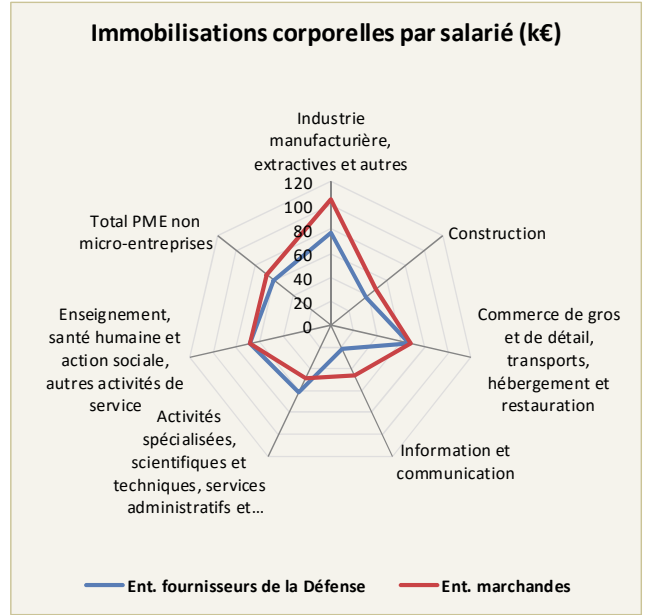 Immobilisations corporelles par salarié (k€)
Industrie
manufacturière,
extractives et autres
120
100
80
60
40
20
0
Construction
Commerce de gros
et de détail,
transports,
hébergement et
restauration
Information et
communication
Activités
spécialisées,
scientifiques et
techniques, services
administratifs et...
Enseignement,
santé humaine et
action sociale,
autres activités de
service
Total PME non
micro-entreprises
Ent. fournisseurs de la Défense
Ent. marchandes